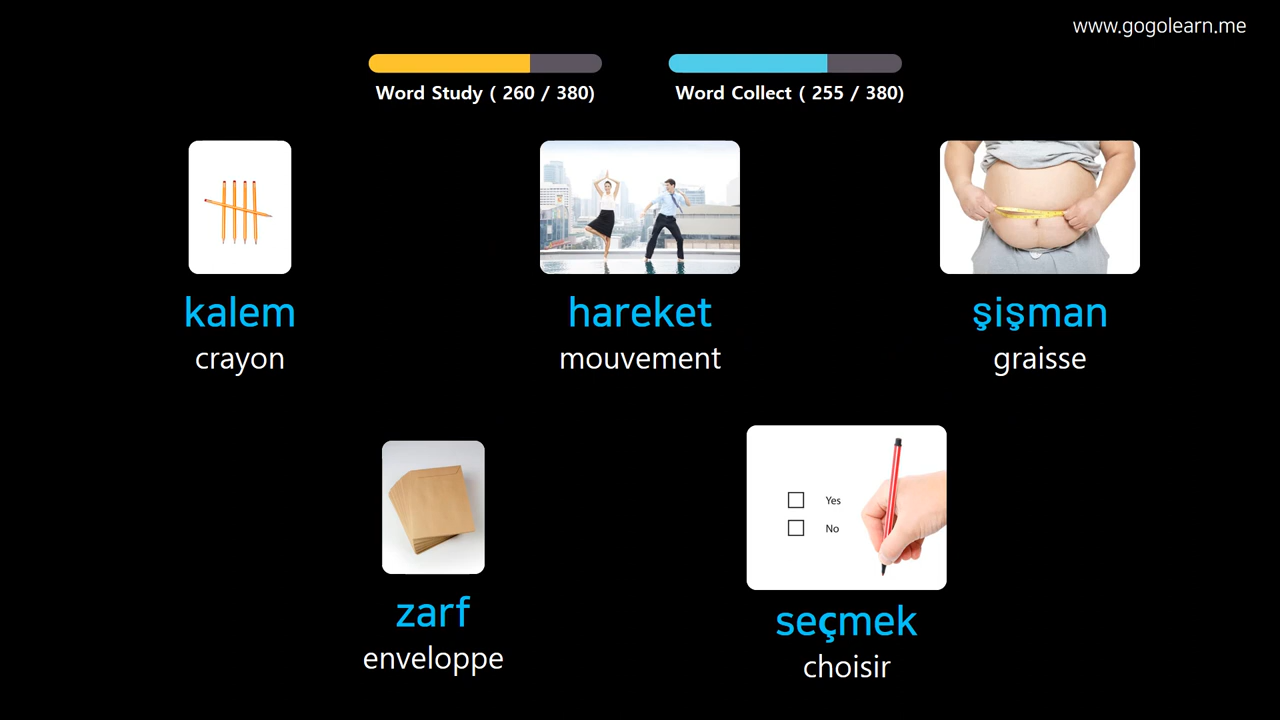 www.gogolearn.me
Word Study ( 260 / 380)
Word Collect ( 255 / 380)
kalem
crayon
hareket
mouvement
şişman
graisse
zarf
enveloppe
Yes
No
seçmek
choisir